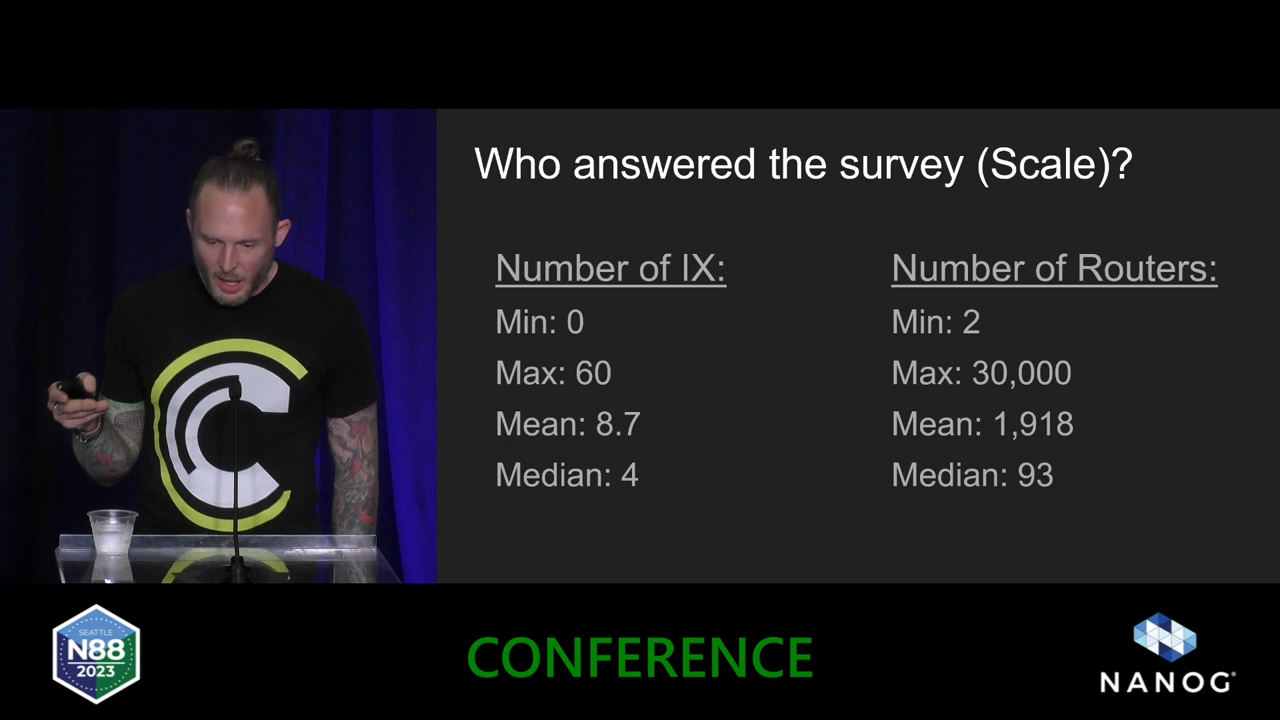 Who answered the survey (Scale)?
Number of IX:
Min: 0
Max: 60
Mean: 8.7
Median: 4
Number of Routers:
Min: 2
Max: 30,000
Mean: 1,918
Median: 93
SEATTLE
N88
2023
CONFERENCE
NANOG